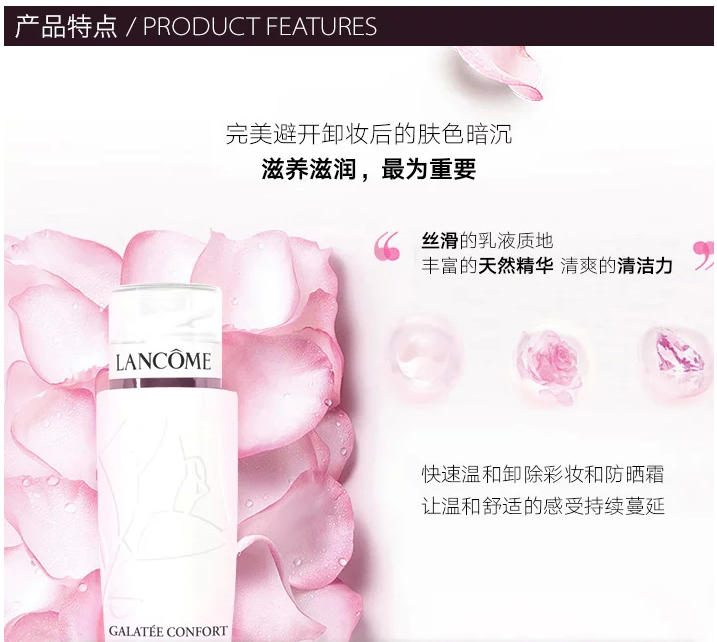 产品特点 / PRODUCT FEATURES
完美避开卸妆后的肤色暗沉
滋养滋润，最为重要
“ 丝滑的乳液质地
丰富的天然精华 清爽的清洁力 ”
LANCÔME
快速温和卸除彩妆和防晒霜
让温和舒适的感受持续蔓延
GALATÉE CONFORT